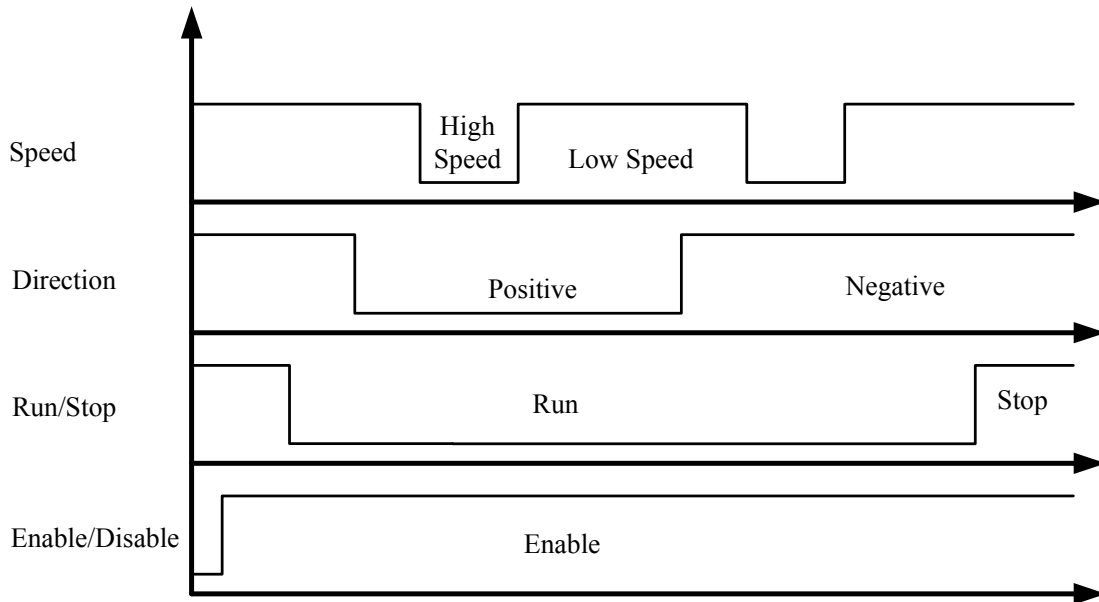 Speed
High
Speed
Low Speed
Direction
Positive
Negative
Run/Stop
Run
Stop
Enable/Disable
Enable